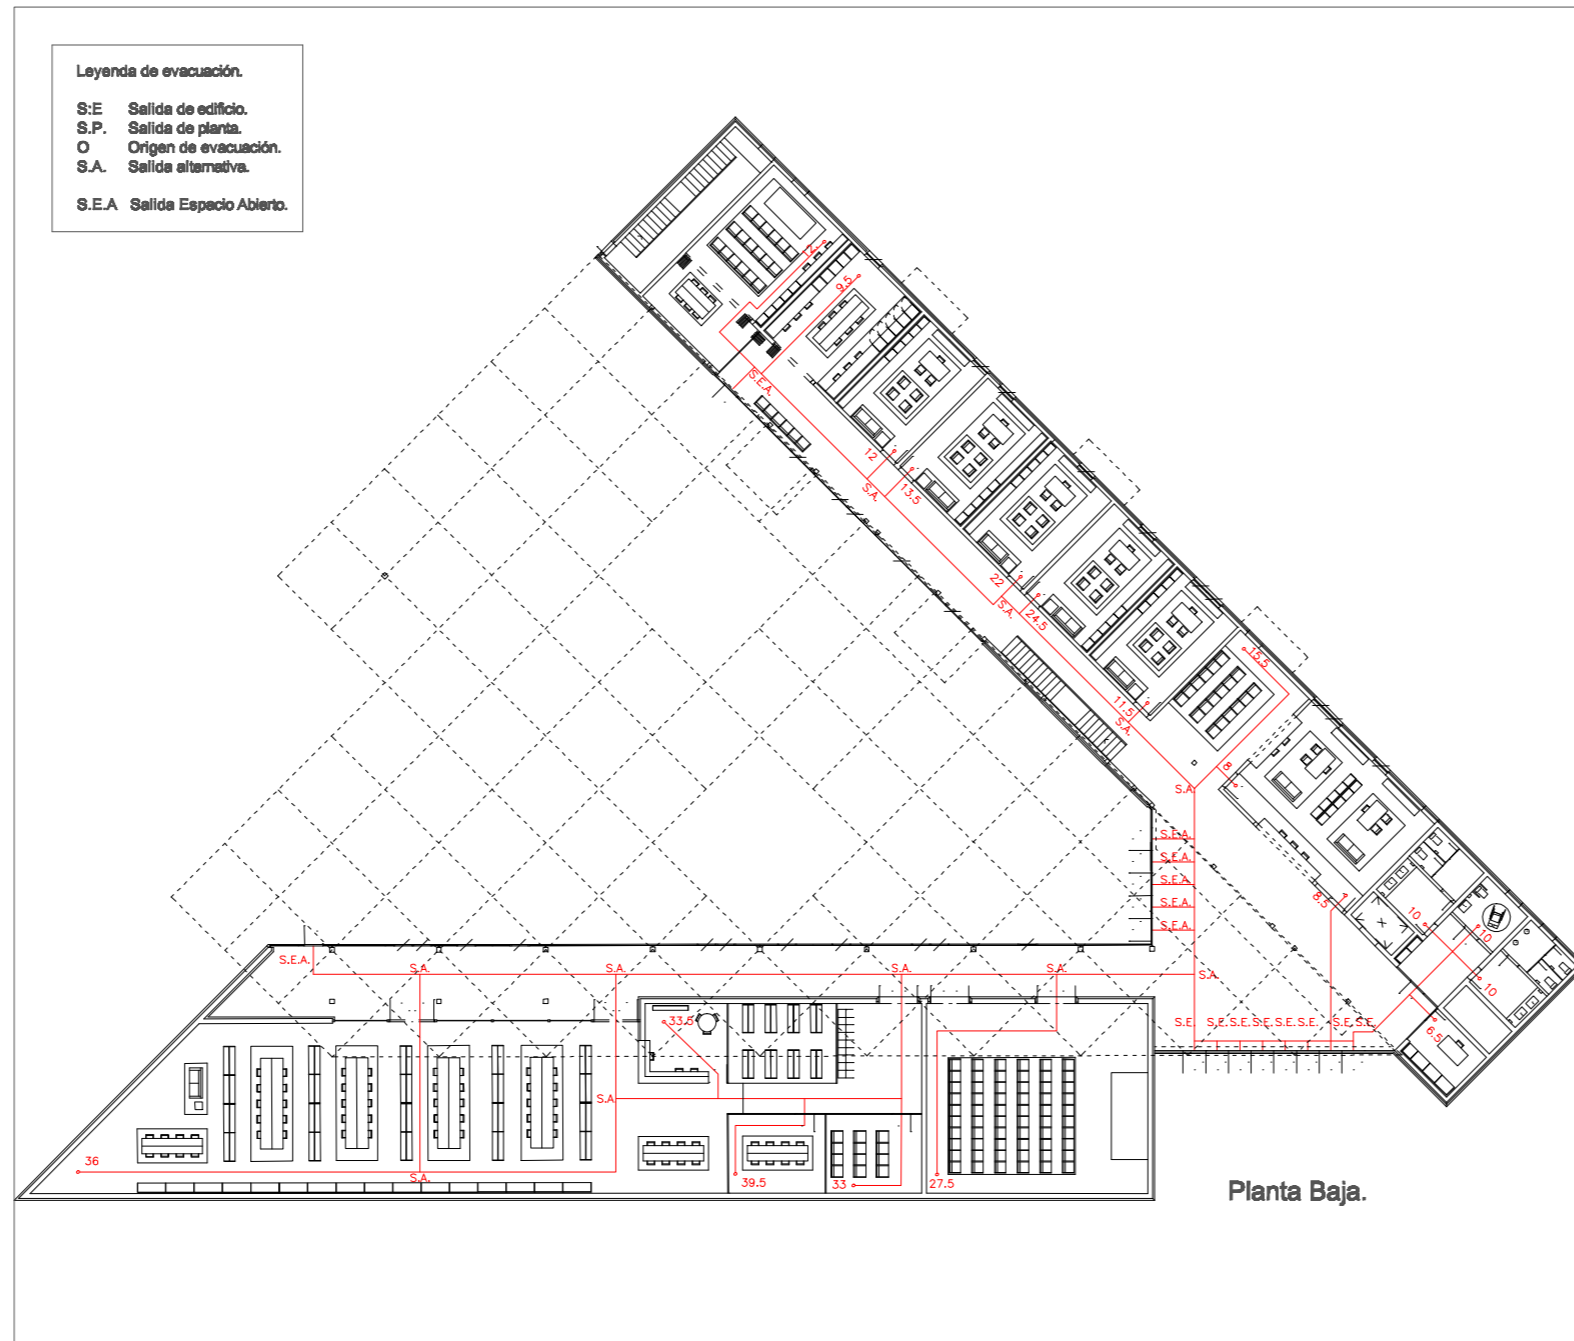 Leyenda de evacuación.
S:E Salida de edificio.
S.P. Salida de planta.
O Origen de evacuación.
S.A. Salida alternativa.
S.E.A Salida Espacio Abierto.
12
9.5
S.E.A.
12
13.5
S.A.
22
24.5
S.A.
15.5
11.5
S.A.
8
S.A.
S.E.A.
S.E.A.
S.E.A.
S.E.A.
S.E.A.
8.5
1
10
10
10
S.E.A.
S.A.
S.A.
S.A.
S.A.
S.A.
33.5
S.E. S.E. S.E. S.E. S.E. S.E. S.E. S.E.
6.5
S.A
36
S.A.
39.5
33
27.5
Planta Baja.